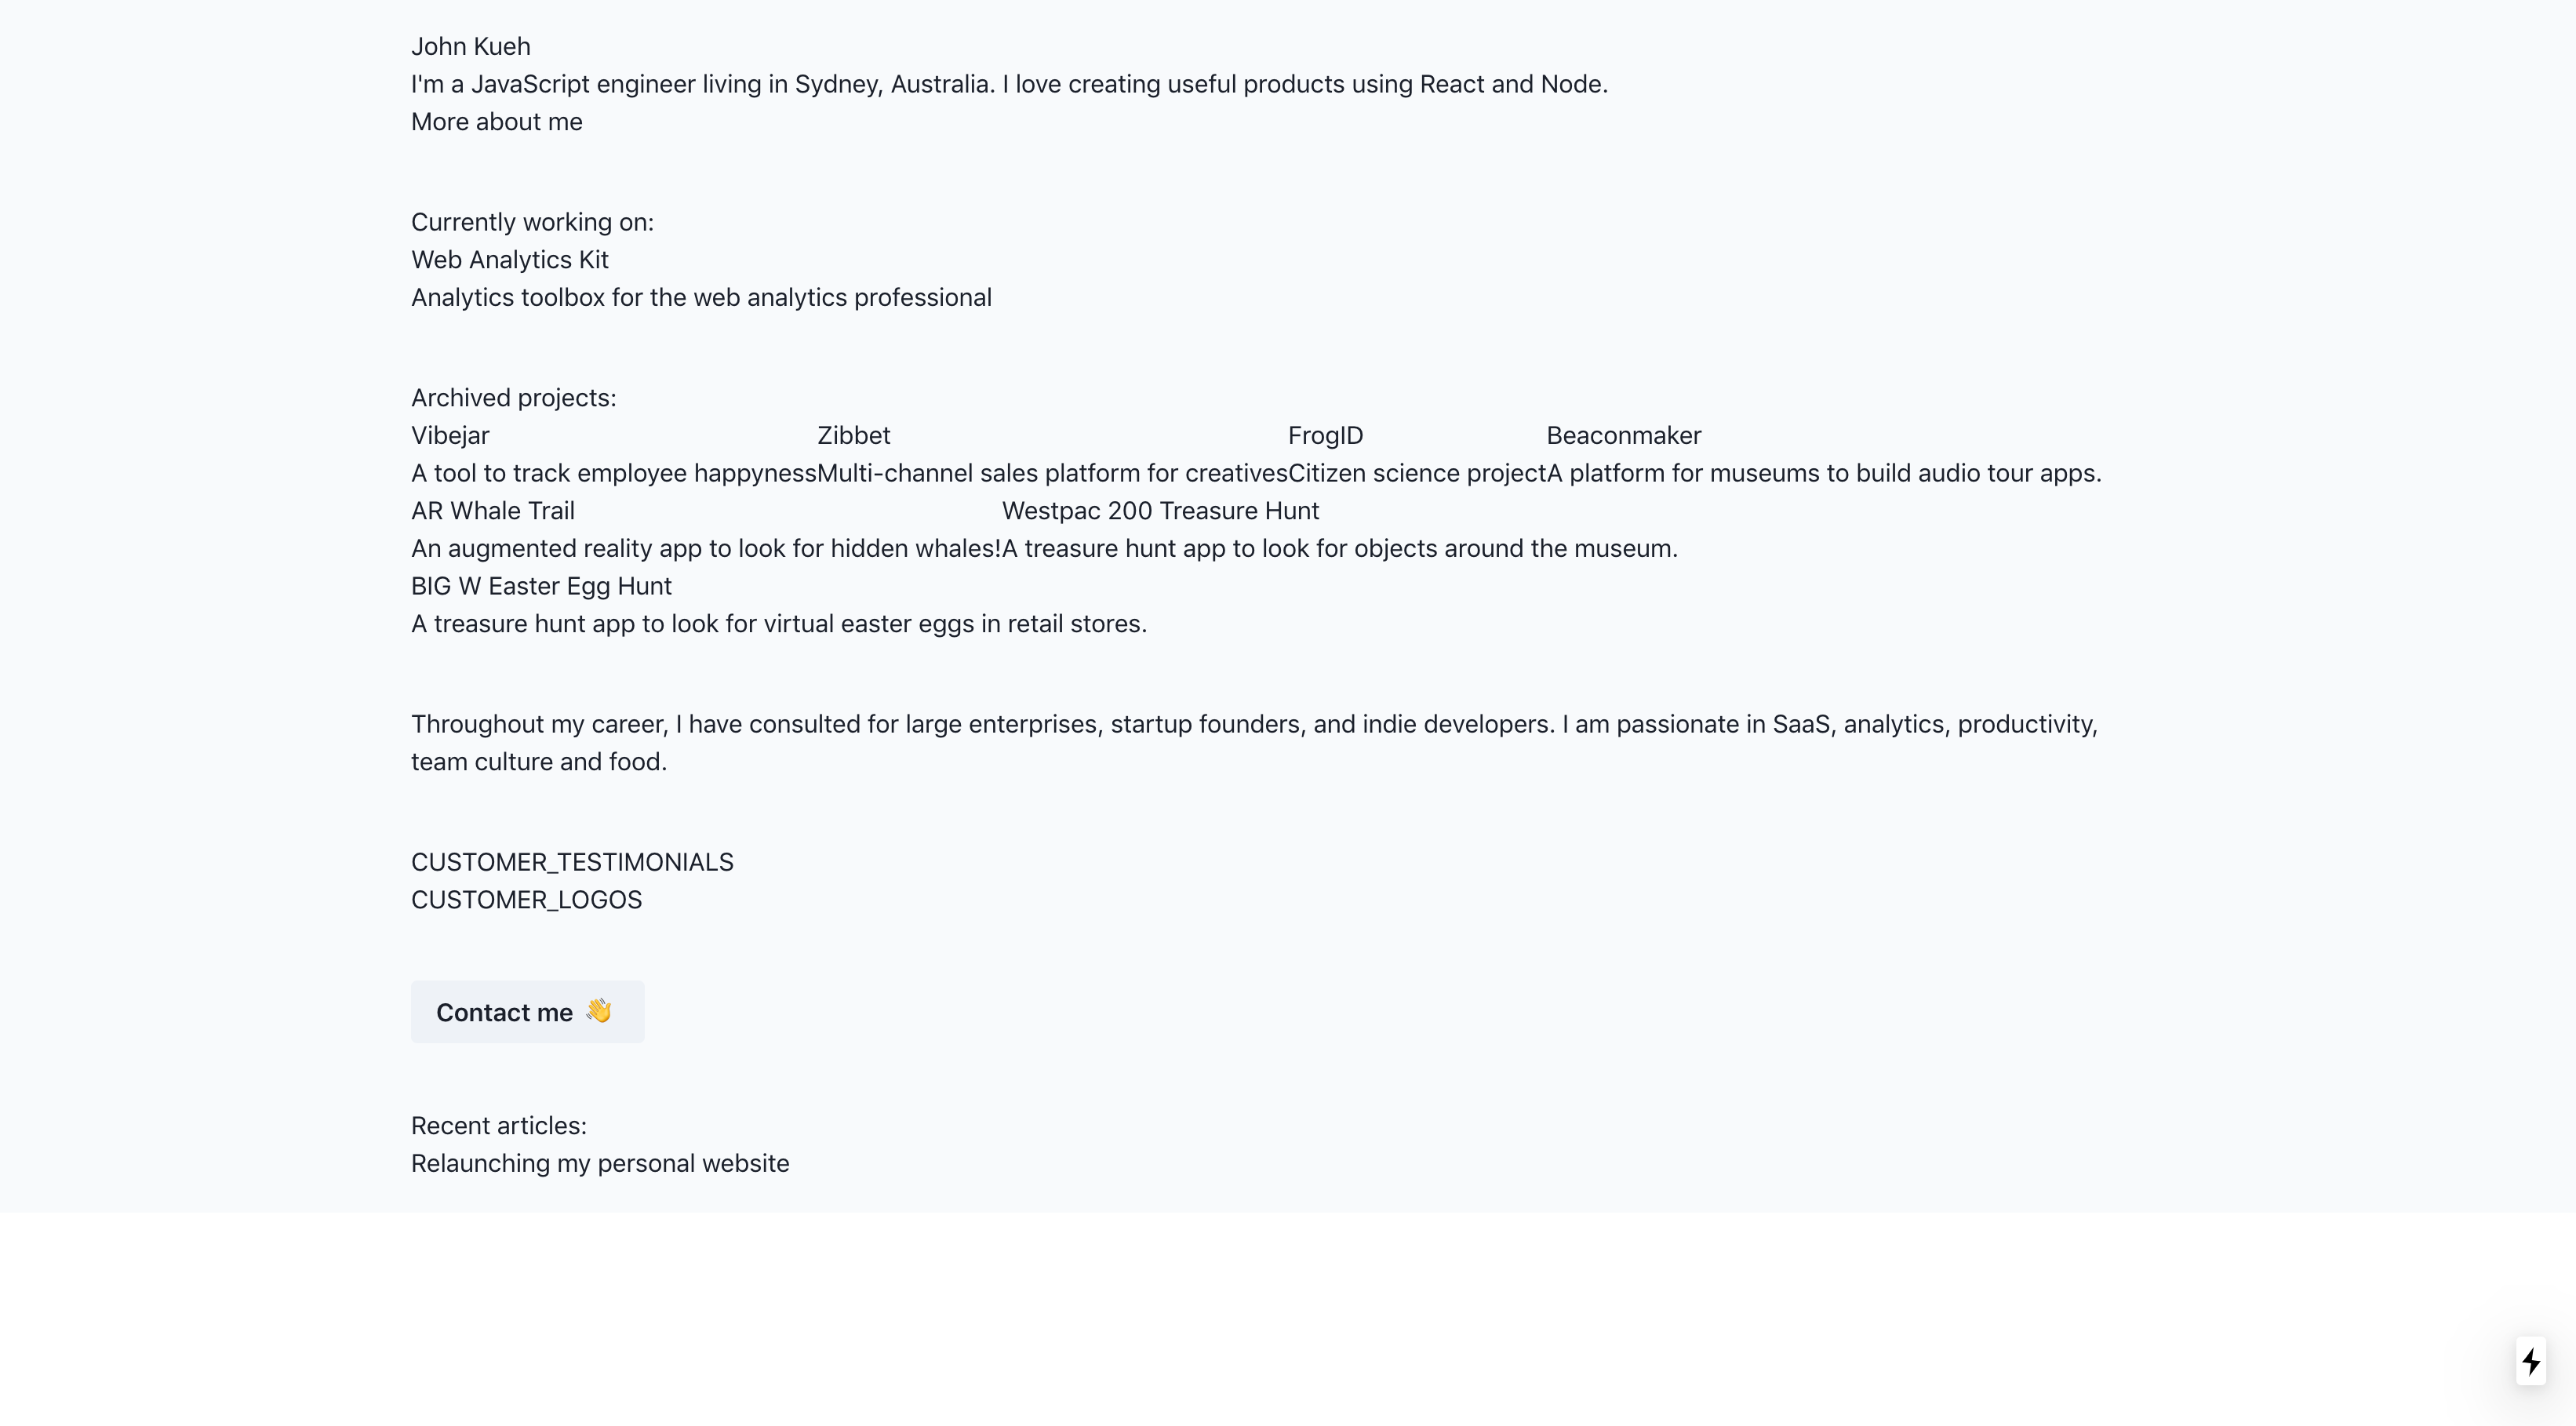 John Kueh
I'm a JavaScript engineer living in Sydney, Australia. I love creating useful products using React and Node.
More about me
Currently working on:
Web Analytics Kit
Analytics toolbox for the web analytics professional
Archived projects:
Vibejar
A tool to track employee happyness
Zibbet
Multi-channel sales platform for creatives
FrogID
Citizen science project
Beaconmaker
A platform for museums to build audio tour apps.
AR Whale Trail
An augmented reality app to look for hidden whales!
Westpac 200 Treasure Hunt
A treasure hunt app to look for objects around the museum.
BIG W Easter Egg Hunt
A treasure hunt app to look for virtual easter eggs in retail stores.
Throughout my career, I have consulted for large enterprises, startup founders, and indie developers. I am passionate in SaaS, analytics, productivity,
team culture and food.
CUSTOMER_TESTIMONIALS
CUSTOMER_LOGOS
Contact me 👋
Recent articles:
Relaunching my personal website